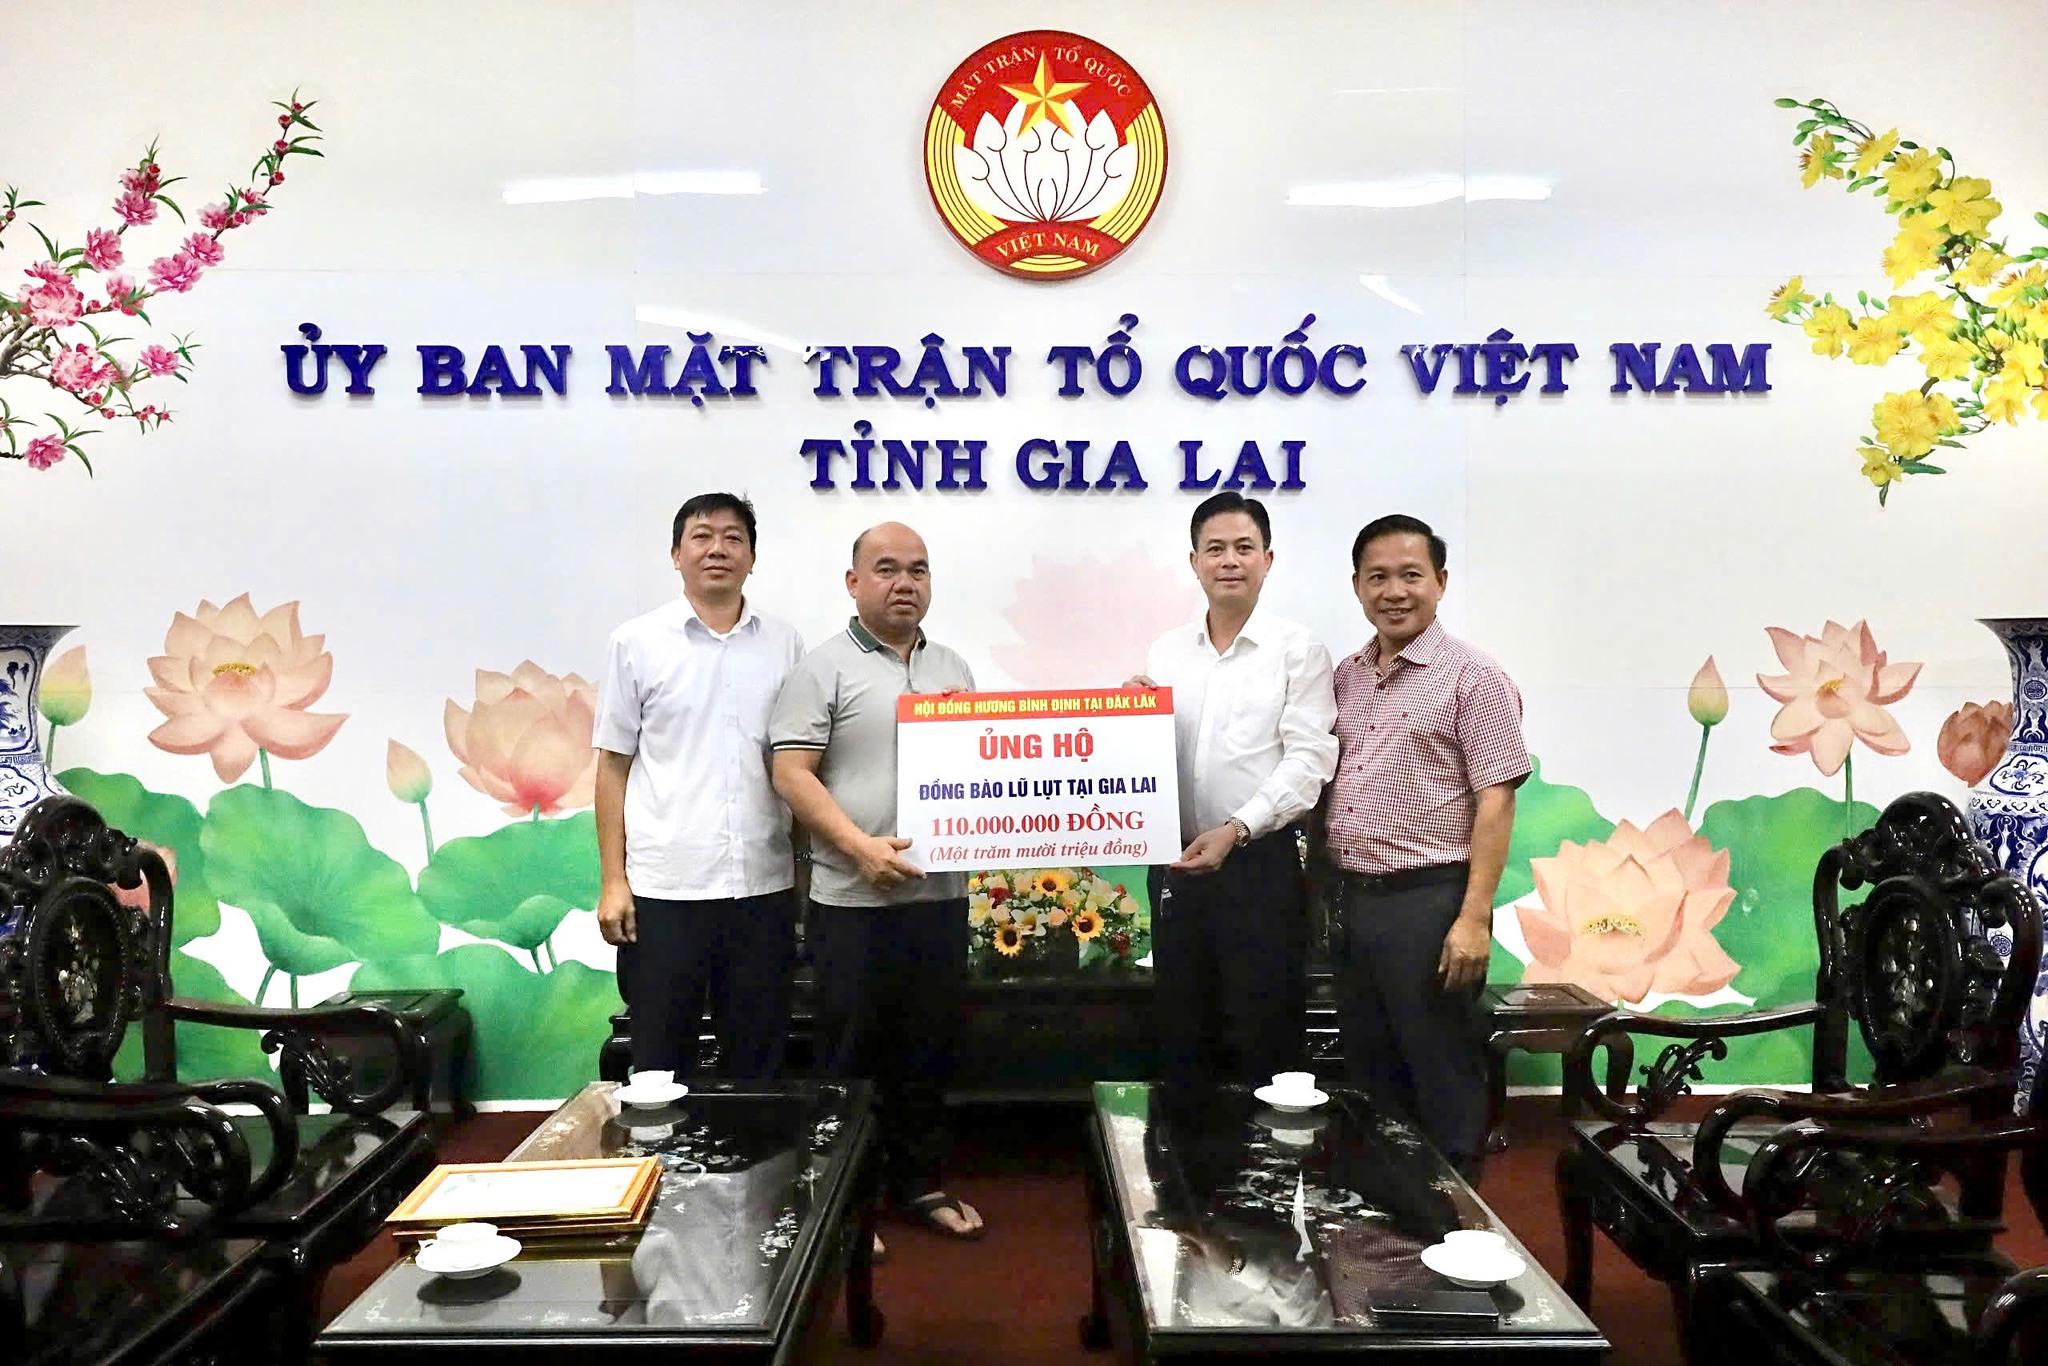 MẶT TRẬN TỔ QUỐC
VIỆT NAM
ỦY BAN MẶT TRẬN TỔ QUỐC VIỆT NAM
TỈNH GIA LAI
HỘI ĐỒNG HƯƠNG BÌNH ĐỊNH TẠI ĐĂK LĂK
ỦNG HỘ
ĐỒNG BÀO LŨ LỤT TẠI GIA LAI
110.000.000 ĐỒNG
(Một trăm mười triệu đồng)